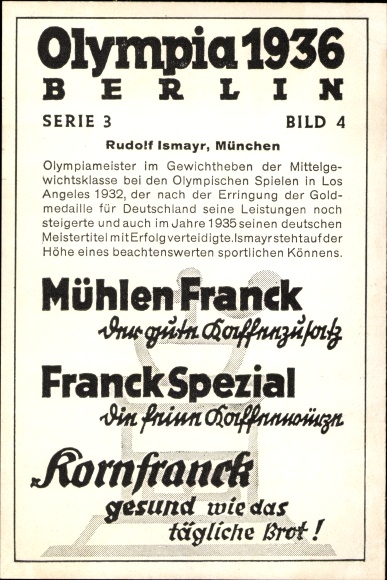 Olympia 1936
BERLIN
SERIE 3 BILD 4
Rudolf Ismayr, München
Olympiameister im Gewichtheben der Mittelge-
wichtsklasse bei den Olympischen Spielen in Los
Angeles 1932, der nach der Erringung der Gold-
medaille für Deutschland seine Leistungen noch
steigerte und auch im Jahre 1935 seinen deutschen
Meistertitel mit Erfolg verteidigte. Ismayr steht auf der
Höhe eines beachtenswerten sportlichen Könnens.
Mühlen Franck
der gute Kaffeezusatz
Franck Spezial
die feine Kaffeewürze
Kornfranck
gesund wie das
tägliche Brot!